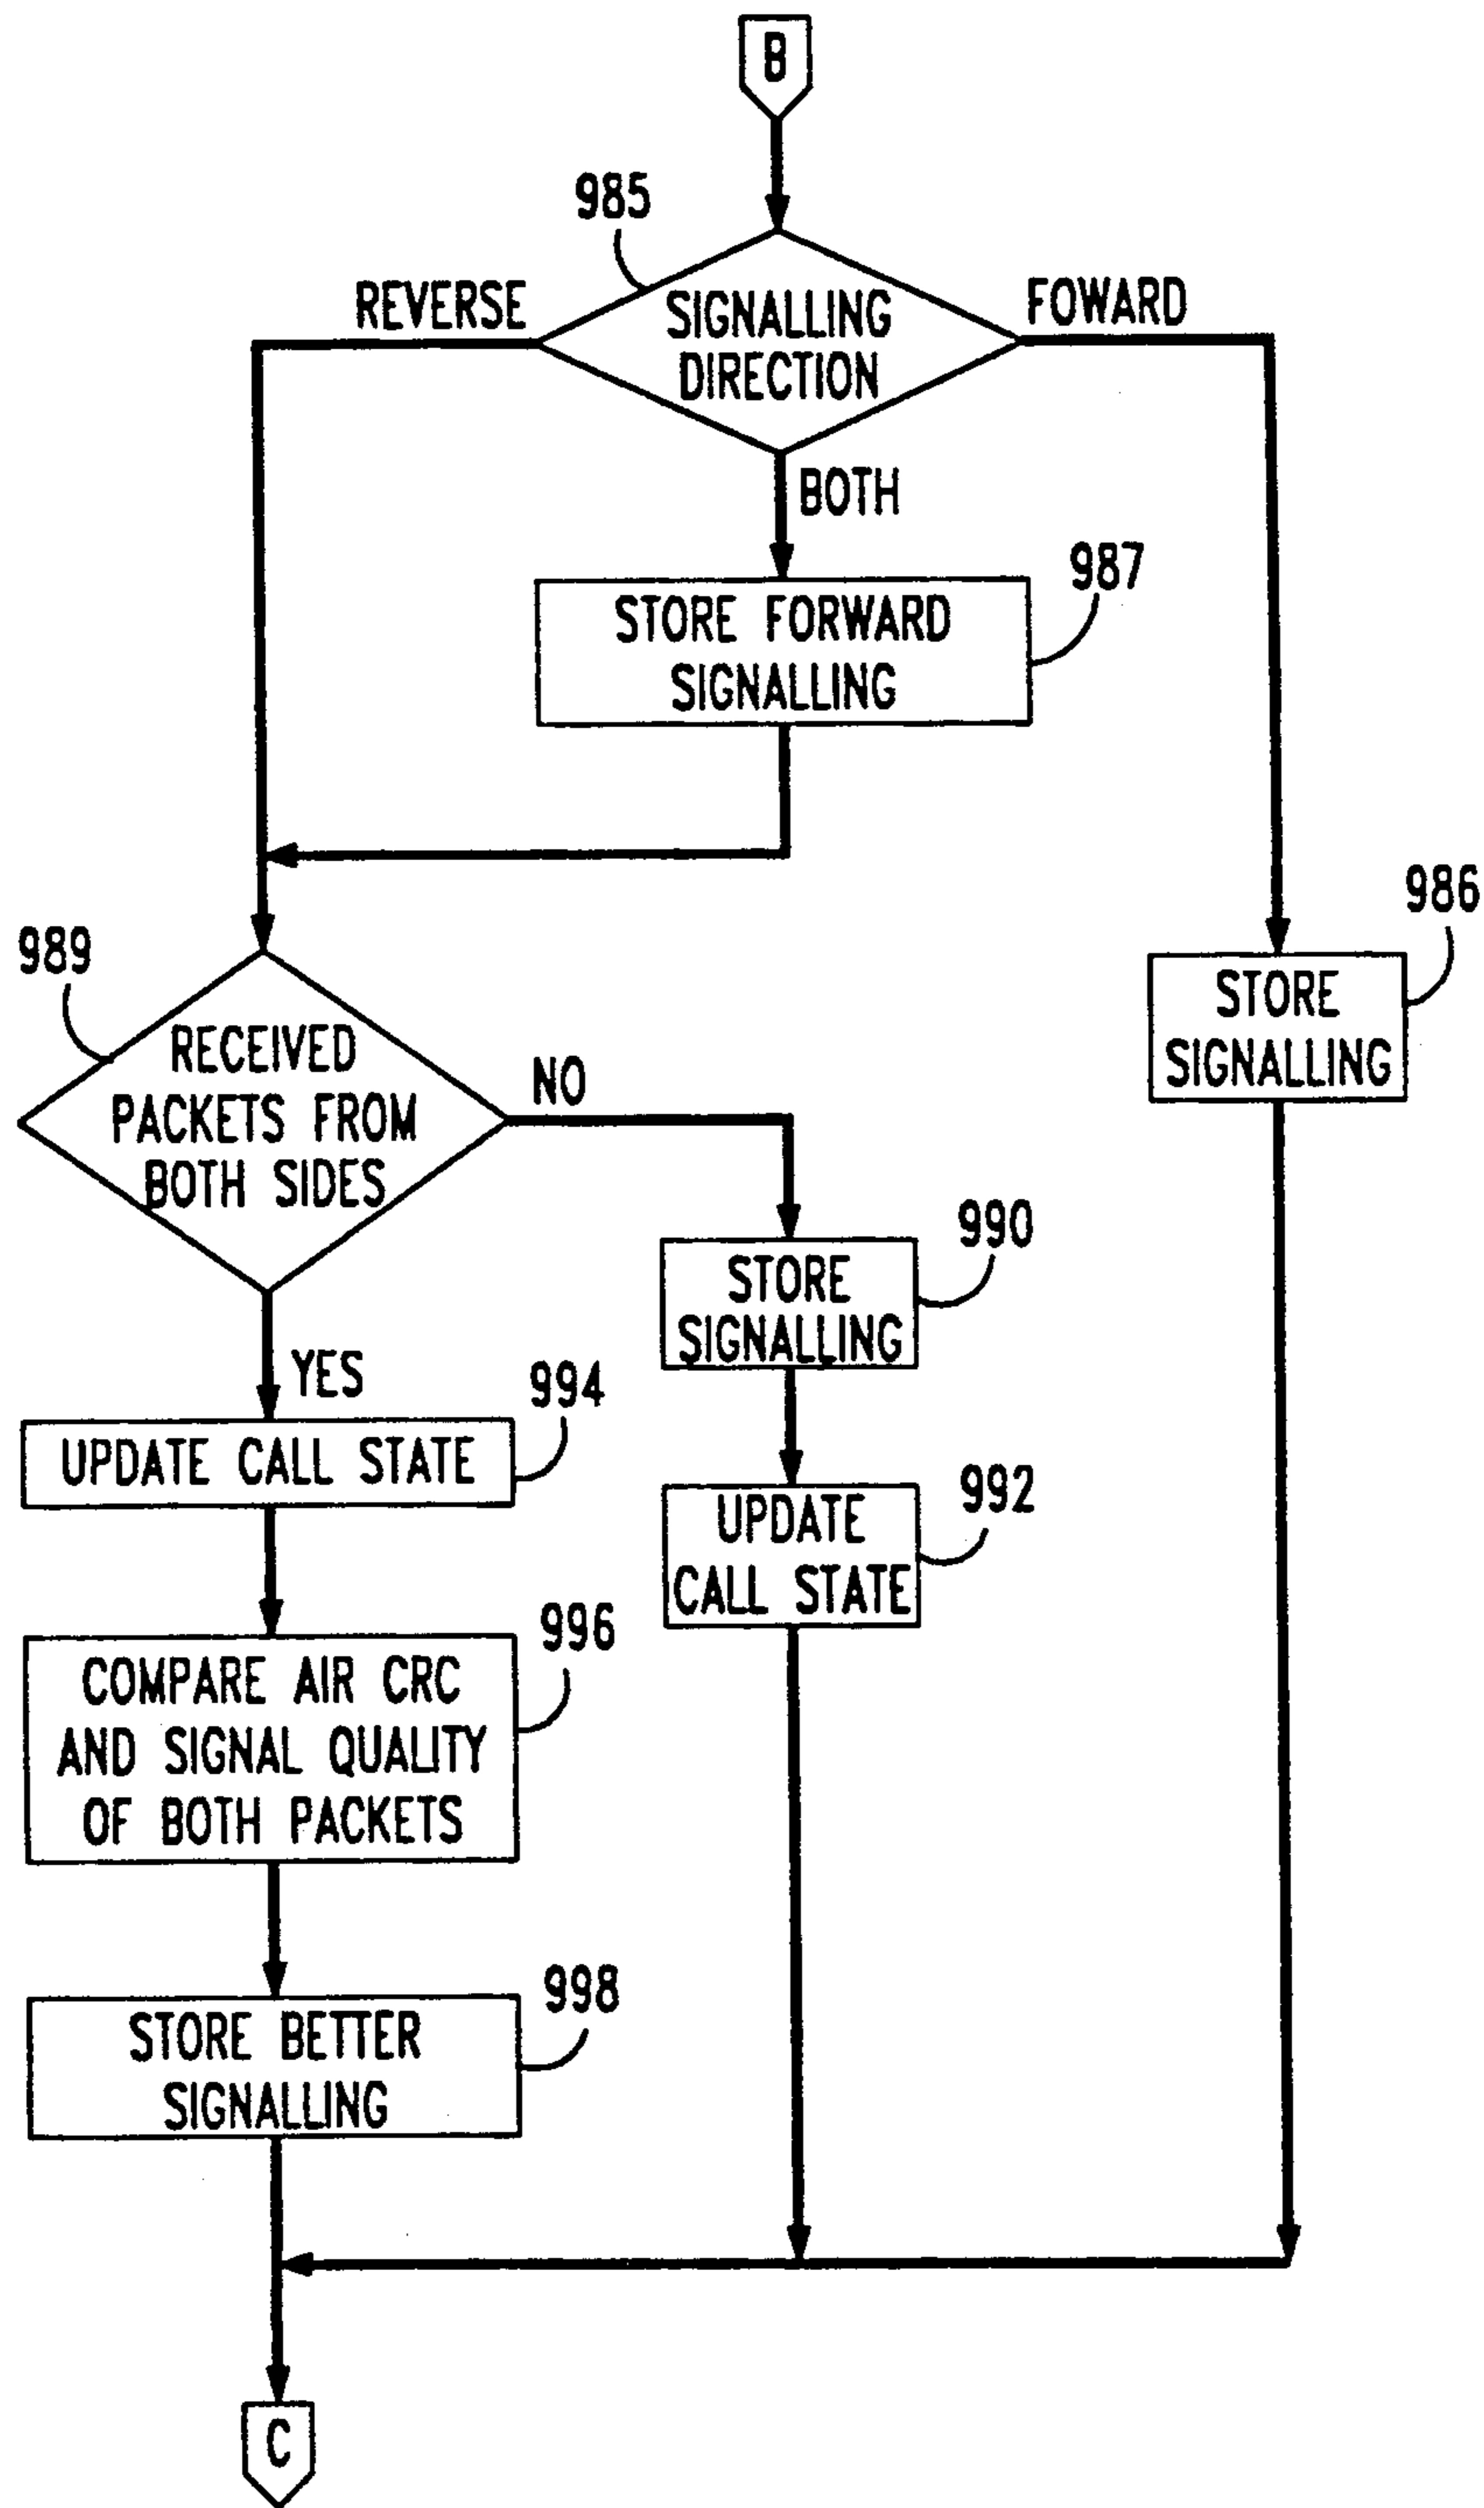 B
985
REVERSE
FOWARD
SIGNALLING
DIRECTION
BOTH
987
STORE FORWARD
SIGNALLING
986
989
STORE
SIGNALLING
RECEIVED
PACKETS FROM
BOTH SIDES
NO
990
STORE
SIGNALLING
YES
994
UPDATE CALL STATE
992
UPDATE
CALL STATE
996
COMPARE AIR CRC
AND SIGNAL QUALITY
OF BOTH PACKETS
998
STORE BETTER
SIGNALLING
C